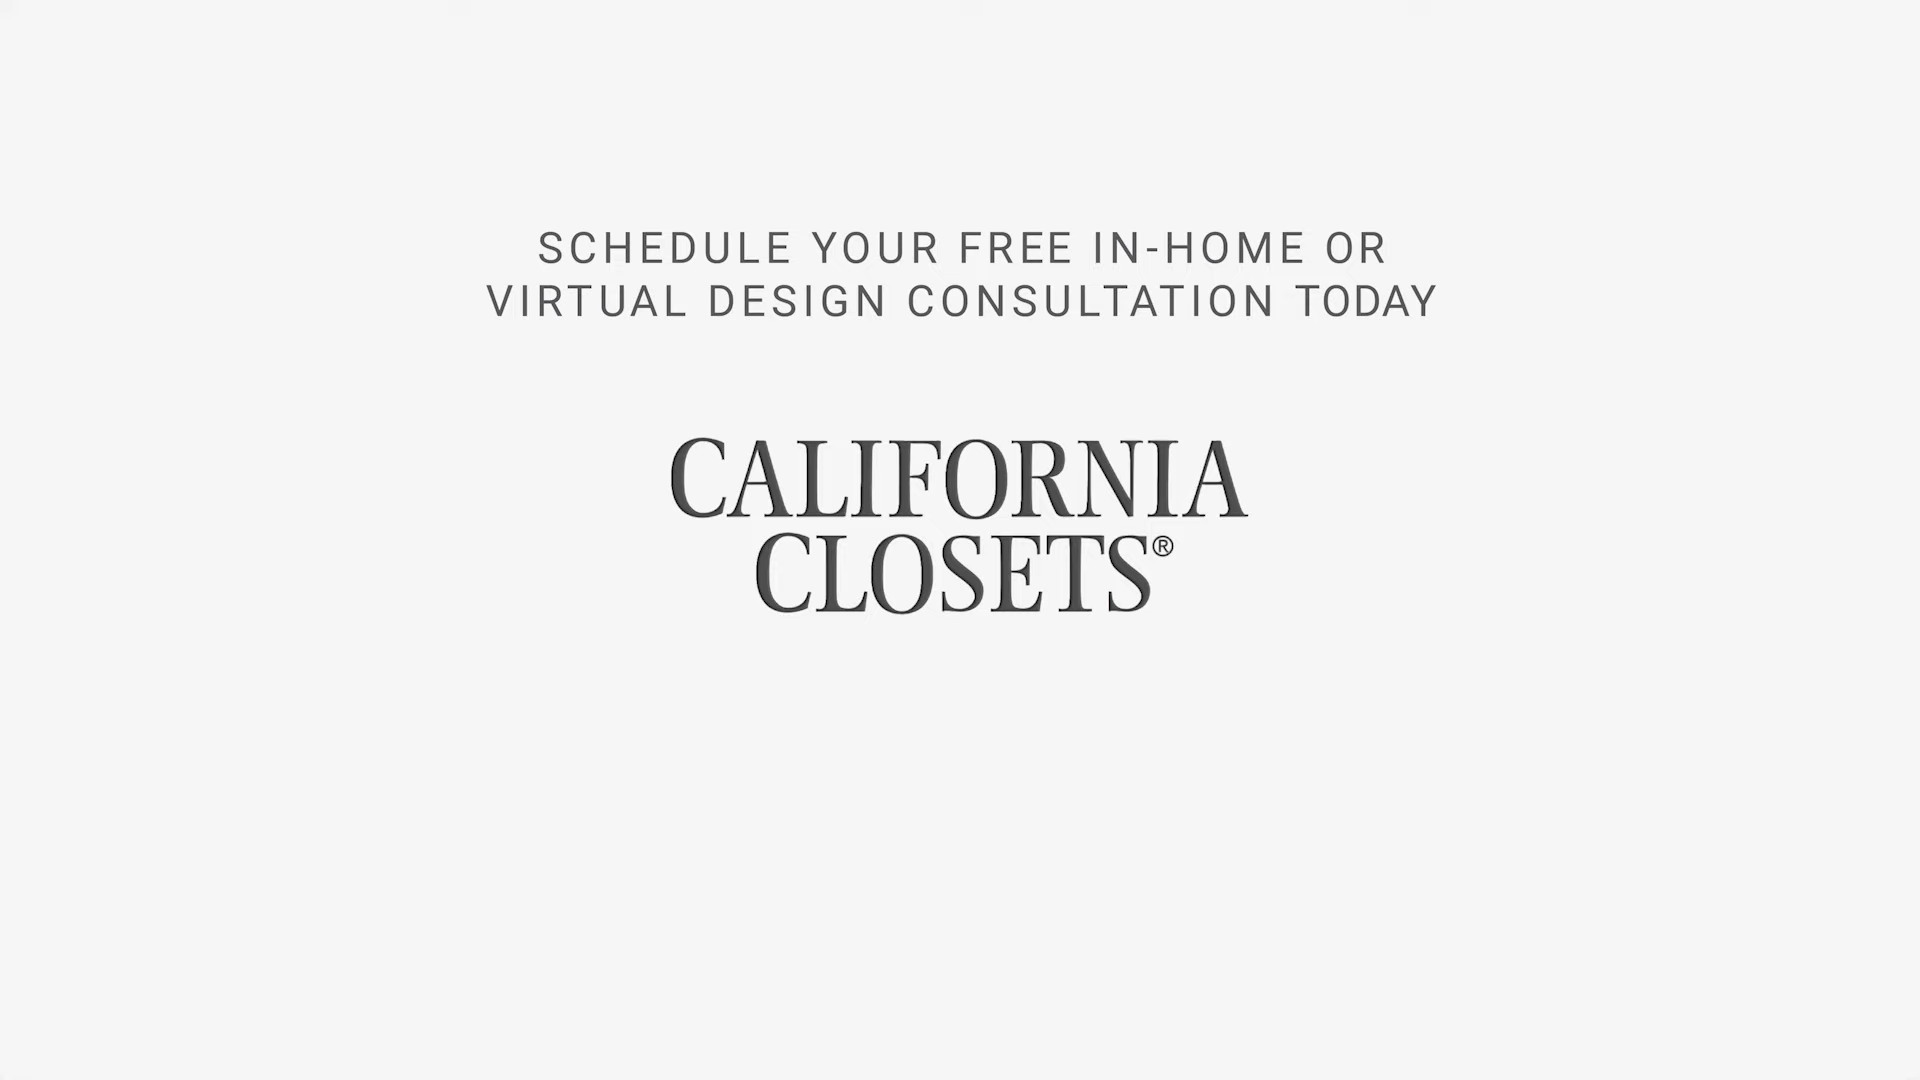 SCHEDULE YOUR FREE IN-HOME OR
VIRTUAL DESIGN CONSULTATION TODAY
CALIFORNIA
CLOSETS®